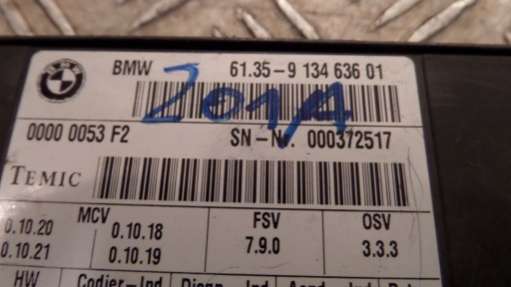 BMW 61.35-9 134 636 01
201A
0000 0053 F2 SN-Nr. 000372517
TEMIC
MCV FSV OSV
0.10.20 0.10.18 7.9.0 3.3.3
0.10.21 0.10.19
HW Codier-Ind